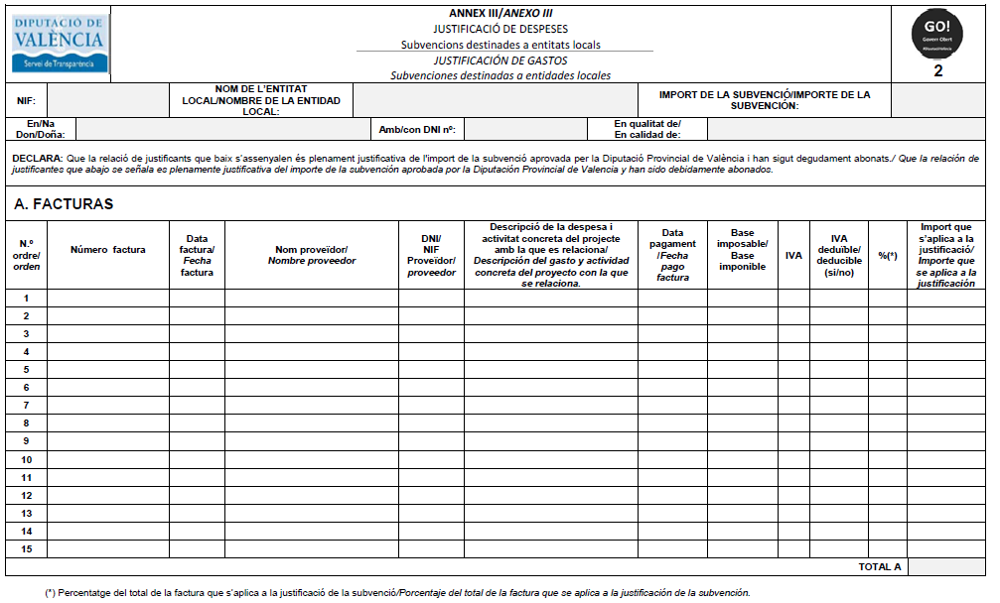 DIPUTACIÓ DE
VALÈNCIA
Servei de Transparència
ANNEX III/ANEXO III
JUSTIFICACIÓ DE DESPESES
Subvencions destinades a entitats locals
JUSTIFICACIÓN DE GASTOS
Subvenciones destinadas a entidades locales
GO!
Govern Obert
2
NIF:
NOM DE L'ENTITAT
LOCAL/NOMBRE DE LA ENTIDAD
LOCAL:
IMPORT DE LA SUBVENCIÓ/IMPORTE DE LA
SUBVENCIÓN:
En/Na
Don/Doña:
Amb/con DNI nº:
En qualitat de/
En calidad de:
DECLARA: Que la relació de justificants que baix s'assenyalen és plenament justificativa de l'import de la subvenció aprovada per la Diputació Provincial de València i han sigut degudament abonats./ Que la relación de
justificantes que abajo se señala es plenamente justificativa del importe de la subvención aprobada por la Diputación Provincial de Valencia y han sido debidamente abonados.
A. FACTURAS
N.º
ordre/
orden
Número factura
Data
factura/
Fecha
factura
Nom proveïdor/
Nombre proveedor
DNI/
NIF
Proveïdor/
proveedor
Descripció de la despesa i
activitat concreta del projecte
amb la que es relaciona/
Descripción del gasto y actividad
concreta del proyecto con la que
se relaciona.
Data
pagament
/Fecha
pago
factura
Base
imposable/
Base
imponible
IVA
IVA
deduïble/
deducible
(si/no)
%(*)
Import que
s'aplica a la
justificació/
Importe que
se aplica a la
justificación
1
2
3
4
5
6
7
8
9
10
11
12
13
14
15
TOTAL A
(*) Percentatge del total de la factura que s'aplica a la justificació de la subvenció/Porcentaje del total de la factura que se aplica a la justificación de la subvención.